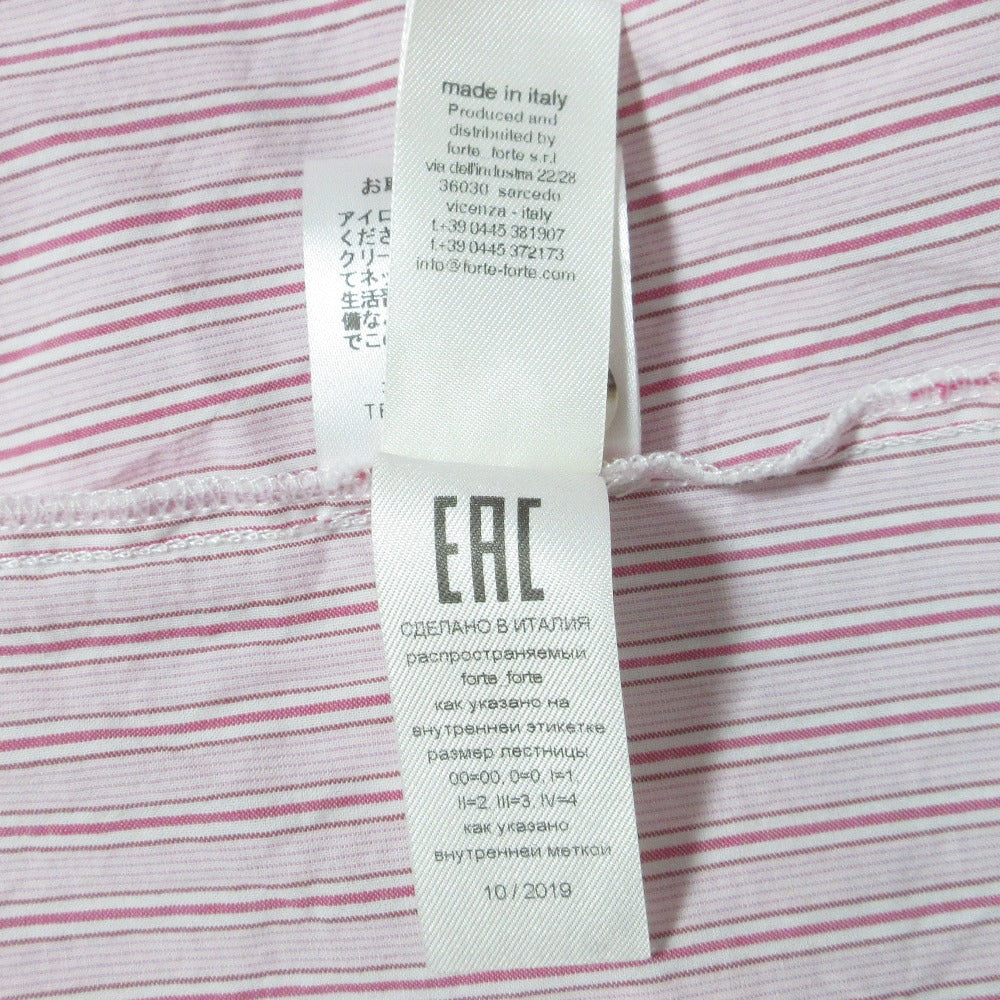 made in italy
Produced and
distributed by
forte_forte s.r.l
via dell'industria 22/28
36030 sarcedo
vicenza - italy
t.+39 0445 381907
f.+39 0445 372173
info@forte-forte.com
お取
アイロ
くださ
クリー
てネッ
生活習
備な
でこの
EAC
СДЕЛАНО В ИТАЛИЯ
распространяемый
forte_forte
как указано на
внутренней этикетке
размер лестницы:
00=00, 0=0, I=1,
II=2, III=3, IV=4
как указано
внутренней меткой
10 / 2019